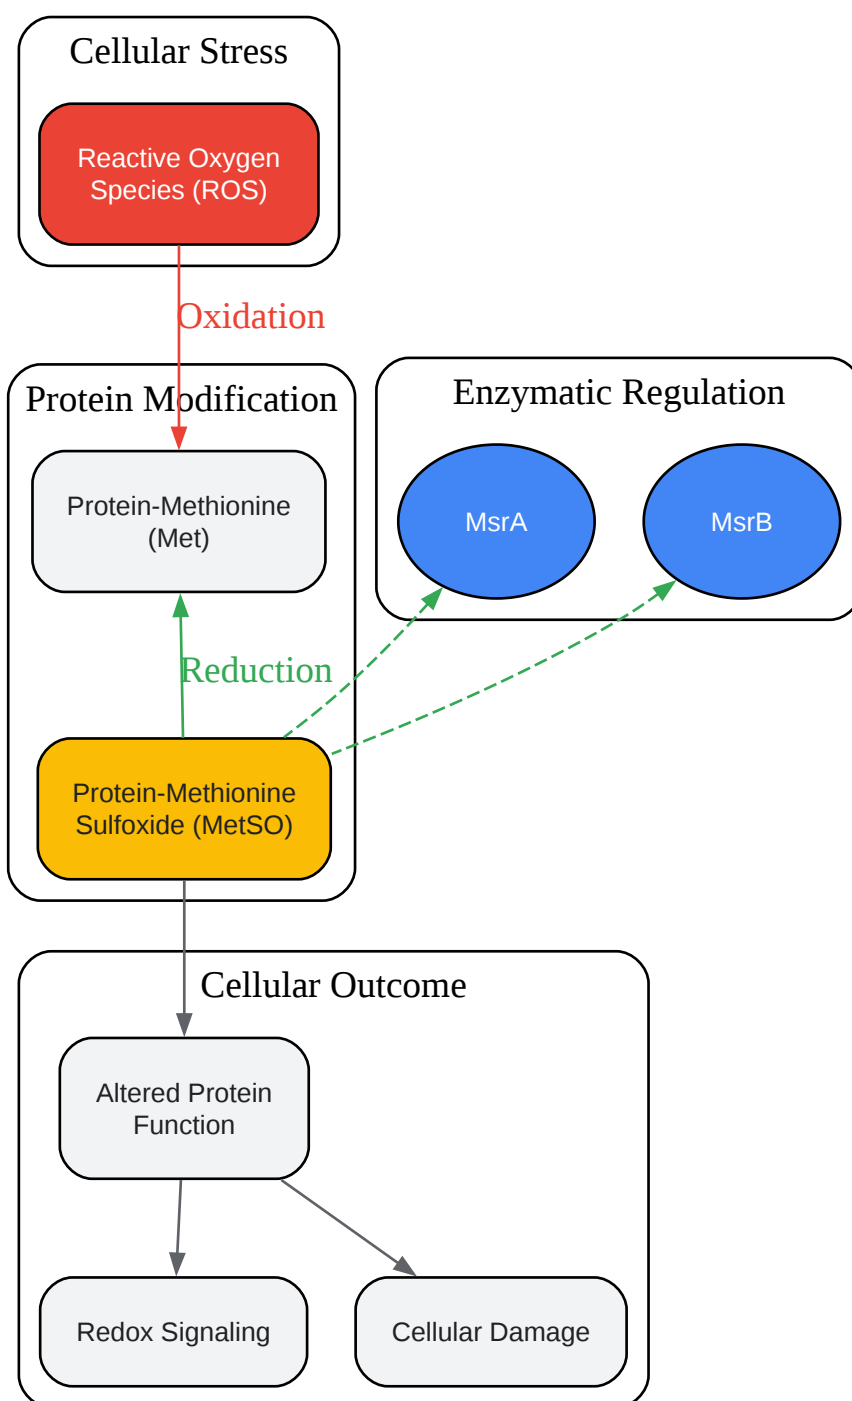 Cellular Stress
Reactive Oxygen
Species (ROS)
Oxidation
Protein Modification
Protein-Methionine
(Met)
Enzymatic Regulation
MsrA
MsrB
Reduction
Protein-Methionine
Sulfoxide (MetSO)
Cellular Outcome
Altered Protein
Function
Redox Signaling
Cellular Damage